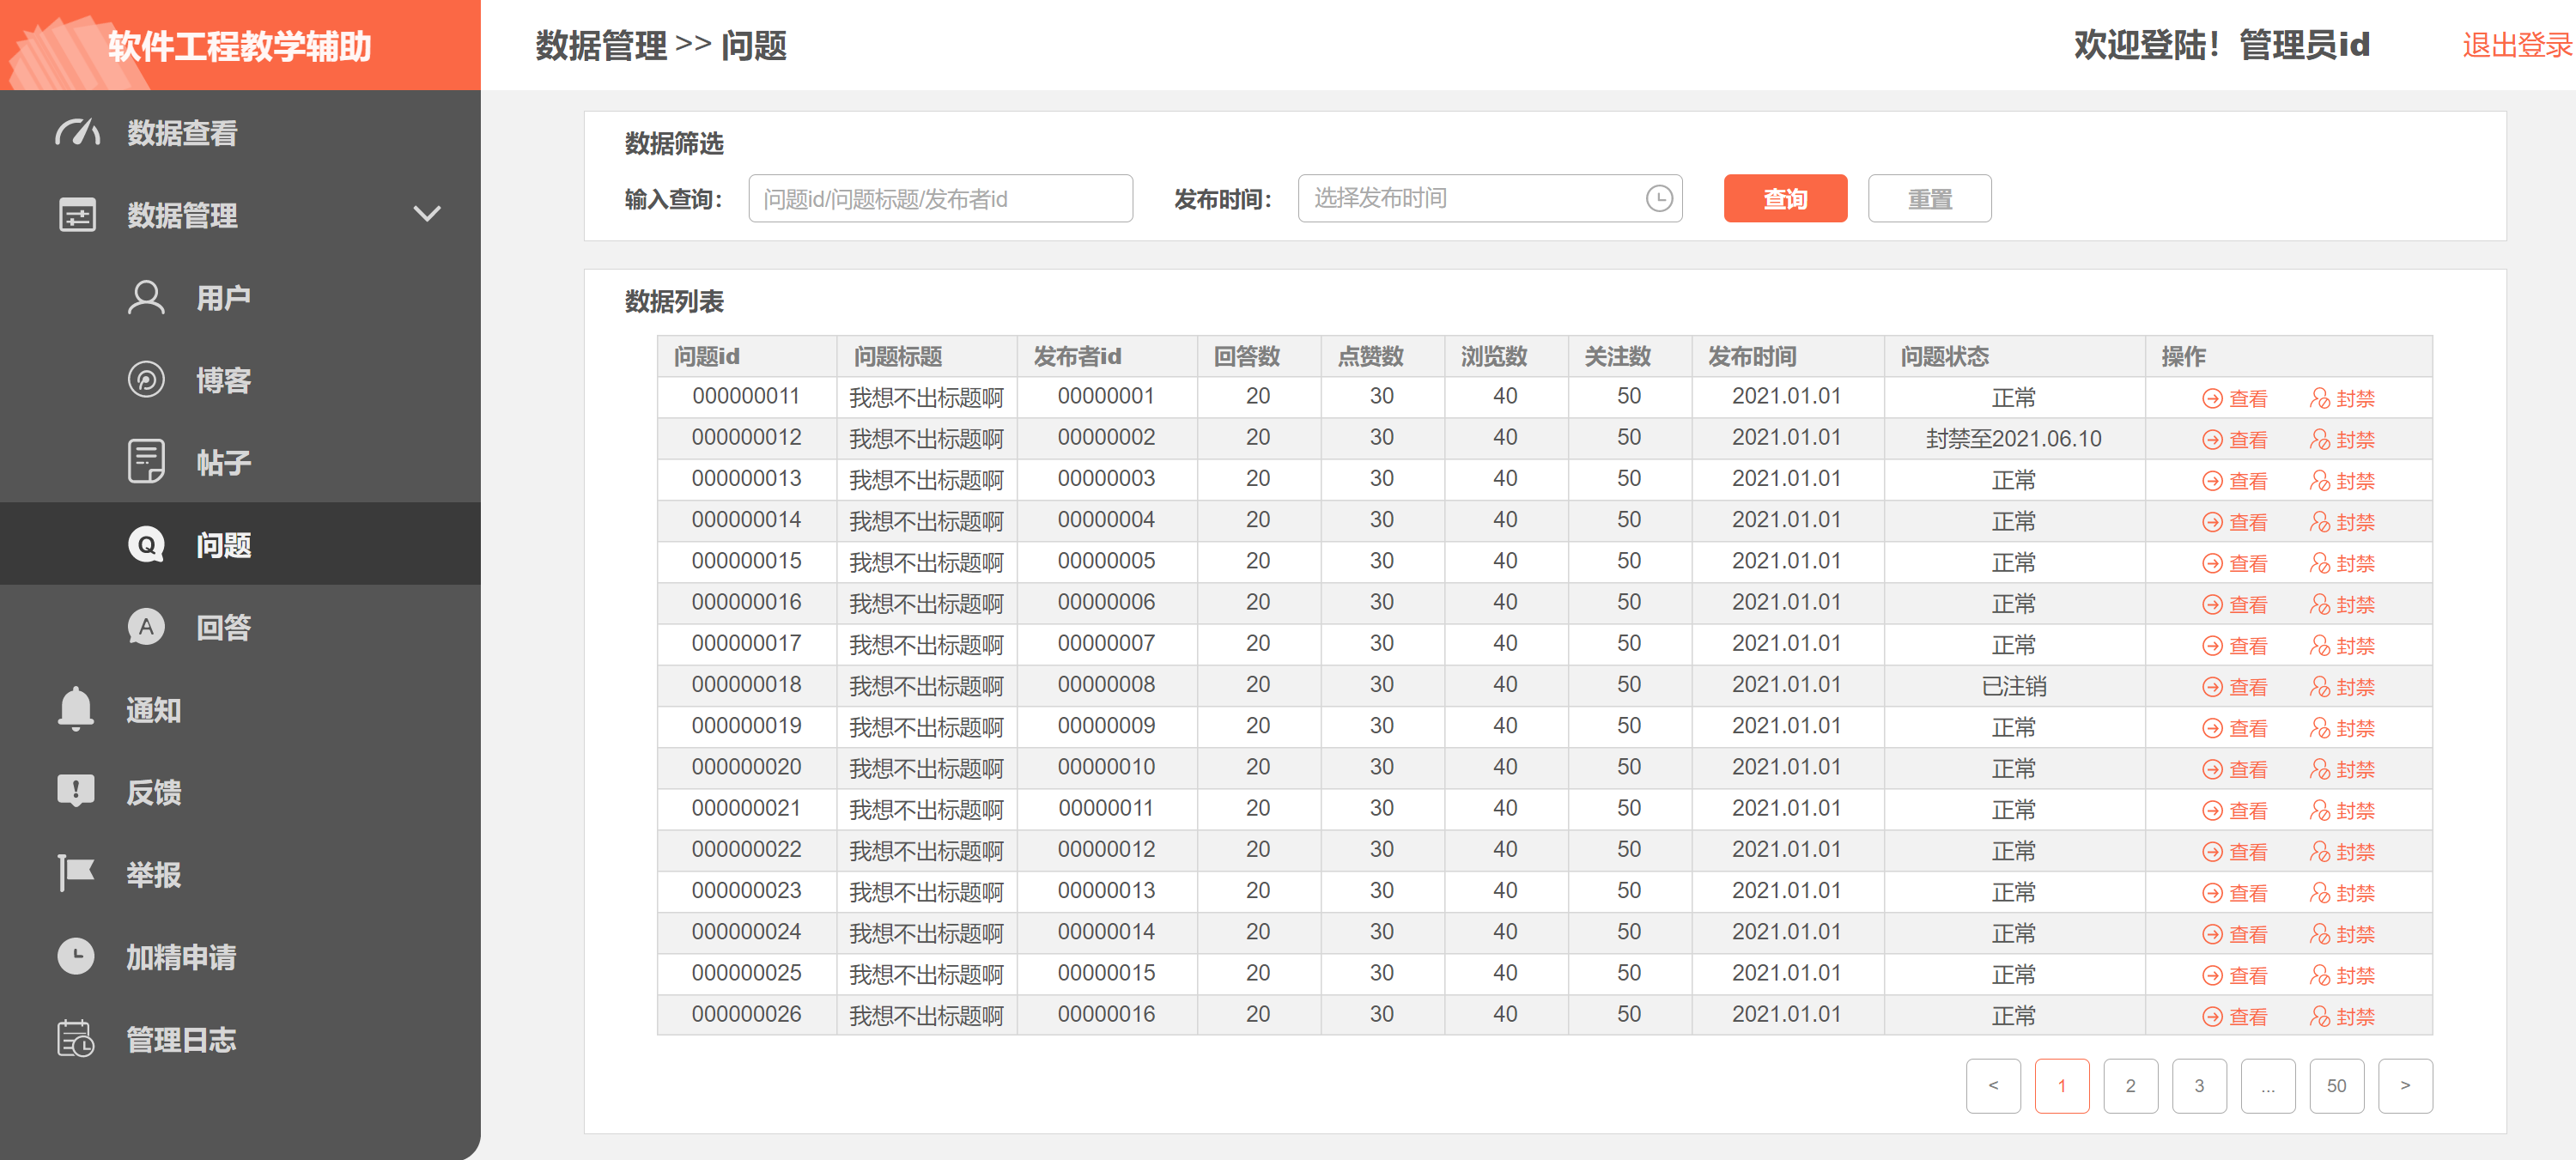 软件工程教学辅助
数据管理 >> 问题
欢迎登陆！管理员id
退出登录
数据查看
数据管理
用户
博客
帖子
问题
回答
通知
反馈
举报
加精申请
管理日志
数据筛选
输入查询： 问题id/问题标题/发布者id 发布时间： 选择发布时间 查询 重置
数据列表
问题id 问题标题 发布者id 回答数 点赞数 浏览数 关注数 发布时间 问题状态 操作
000000011 我想不出标题啊 00000001 20 30 40 50 2021.01.01 正常 查看 封禁
000000012 我想不出标题啊 00000002 20 30 40 50 2021.01.01 封禁至2021.06.10 查看 封禁
000000013 我想不出标题啊 00000003 20 30 40 50 2021.01.01 正常 查看 封禁
000000014 我想不出标题啊 00000004 20 30 40 50 2021.01.01 正常 查看 封禁
000000015 我想不出标题啊 00000005 20 30 40 50 2021.01.01 正常 查看 封禁
000000016 我想不出标题啊 00000006 20 30 40 50 2021.01.01 正常 查看 封禁
000000017 我想不出标题啊 00000007 20 30 40 50 2021.01.01 正常 查看 封禁
000000018 我想不出标题啊 00000008 20 30 40 50 2021.01.01 已注销 查看 封禁
000000019 我想不出标题啊 00000009 20 30 40 50 2021.01.01 正常 查看 封禁
000000020 我想不出标题啊 00000010 20 30 40 50 2021.01.01 正常 查看 封禁
000000021 我想不出标题啊 00000011 20 30 40 50 2021.01.01 正常 查看 封禁
000000022 我想不出标题啊 00000012 20 30 40 50 2021.01.01 正常 查看 封禁
000000023 我想不出标题啊 00000013 20 30 40 50 2021.01.01 正常 查看 封禁
000000024 我想不出标题啊 00000014 20 30 40 50 2021.01.01 正常 查看 封禁
000000025 我想不出标题啊 00000015 20 30 40 50 2021.01.01 正常 查看 封禁
000000026 我想不出标题啊 00000016 20 30 40 50 2021.01.01 正常 查看 封禁
< 1 2 3 ... 50 >